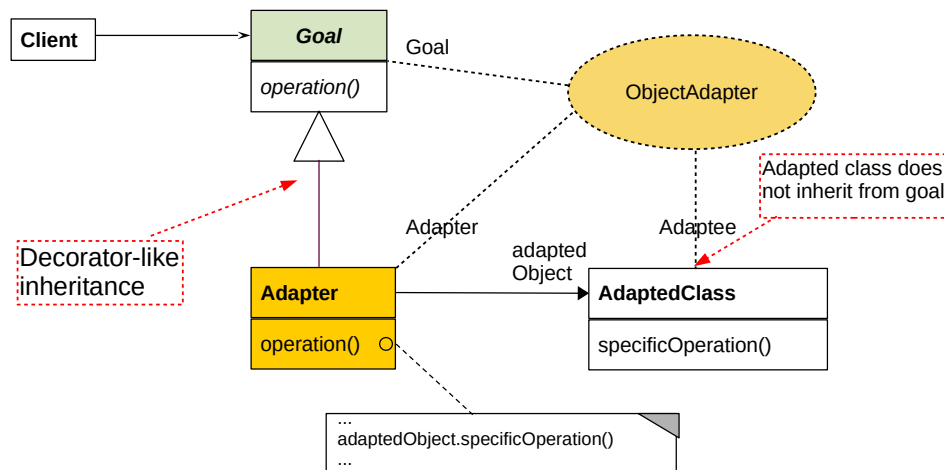 Client
Goal
operation()
Goal
ObjectAdapter
Adapted class does
not inherit from goal
Decorator-like
inheritance
Adapter
Adaptee
adapted
Object
Adapter
operation()
AdaptedClass
specificOperation()
...
adaptedObject.specificOperation()
...